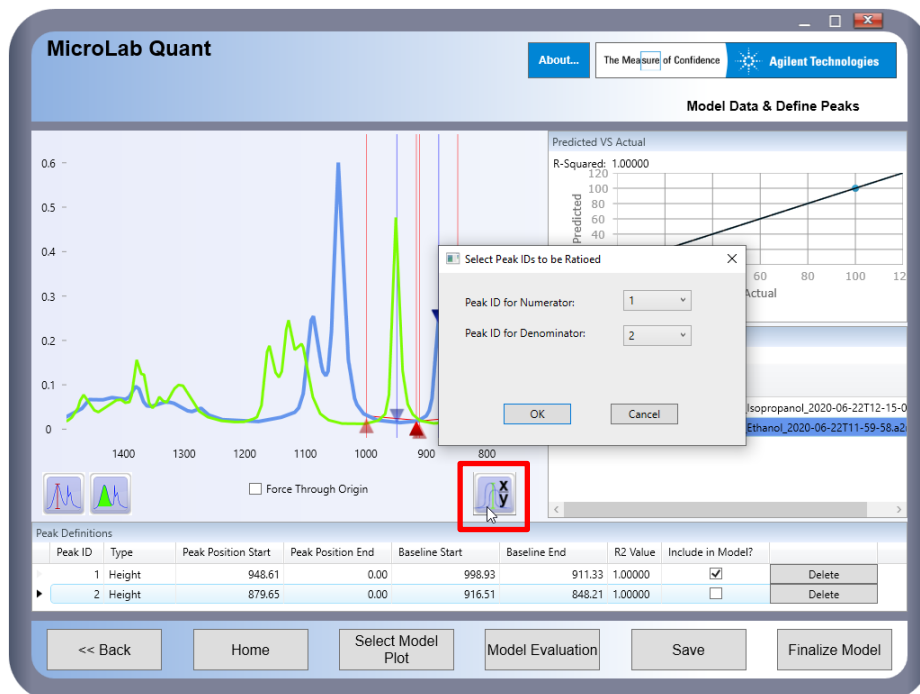 MicroLab Quant
About...
The Measure of Confidence
Agilent Technologies
Model Data & Define Peaks
Predicted VS Actual
R-Squared: 1.00000
120
100
80
60
40
Predicted
60 80 100 12
Actual
0.6
0.5
0.4
0.3
0.2
0.1
0
1400 1300 1200 1100 1000 900 800
Select Peak IDs to be Ratioed
Peak ID for Numerator: 1
Peak ID for Denominator: 2
OK Cancel
Isopropanol_2020-06-22T12-15-0
Ethanol_2020-06-22T11-59-58.a2
Force Through Origin
x
y
Peak Definitions
Peak ID Type Peak Position Start Peak Position End Baseline Start Baseline End R2 Value Include in Model?
1 Height 948.61 0.00 998.93 911.33 1.00000 Delete
2 Height 879.65 0.00 916.51 848.21 1.00000 Delete
<< Back Home Select Model Plot Model Evaluation Save Finalize Model